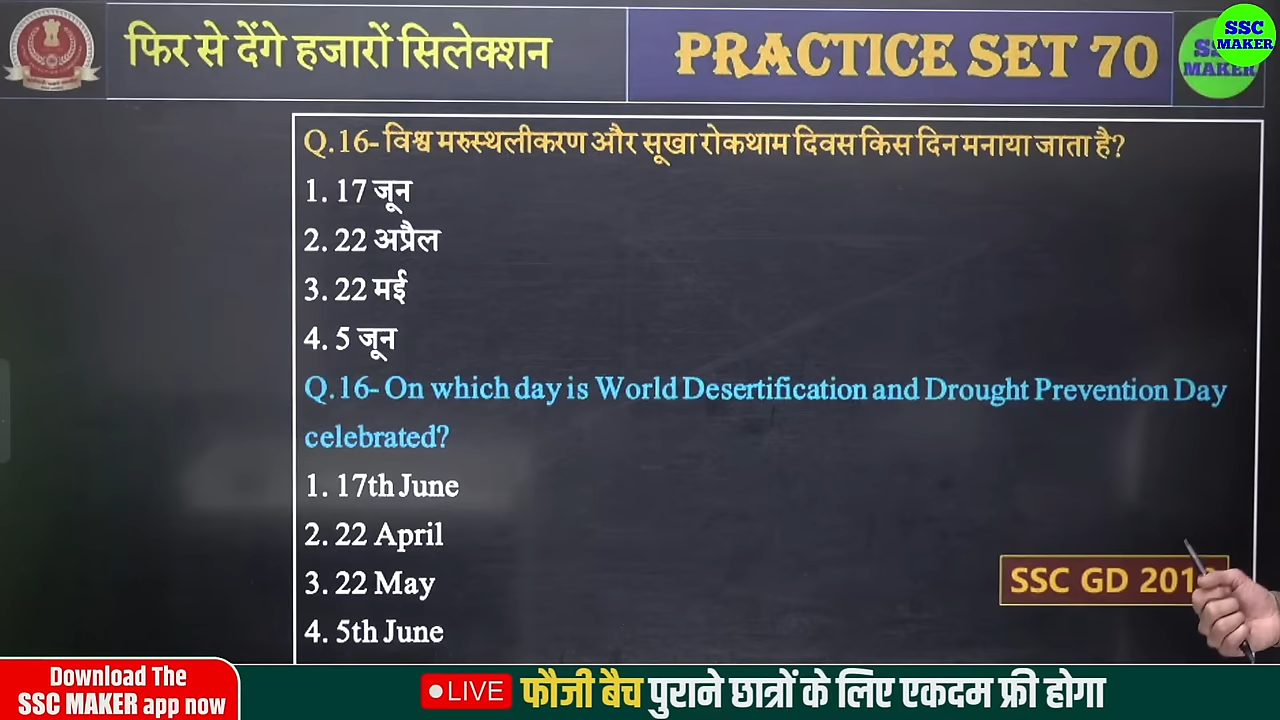 फिर से देंगे हजारों सिलेक्शन
PRACTICE SET 70
SSC
MAKER
MAKER
Q.16- विश्व मरुस्थलीकरण और सूखा रोकथाम दिवस किस दिन मनाया जाता है?
1. 17 जून
2. 22 अप्रैल
3. 22 मई
4. 5 जून
Q.16- On which day is World Desertification and Drought Prevention Day
celebrated?
1. 17th June
2. 22 April
3. 22 May
4. 5th June
SSC GD
Download The
SSC MAKER app now
LIVE
फौजी बैच पुराने छात्रों के लिए एकदम फ्री होगा